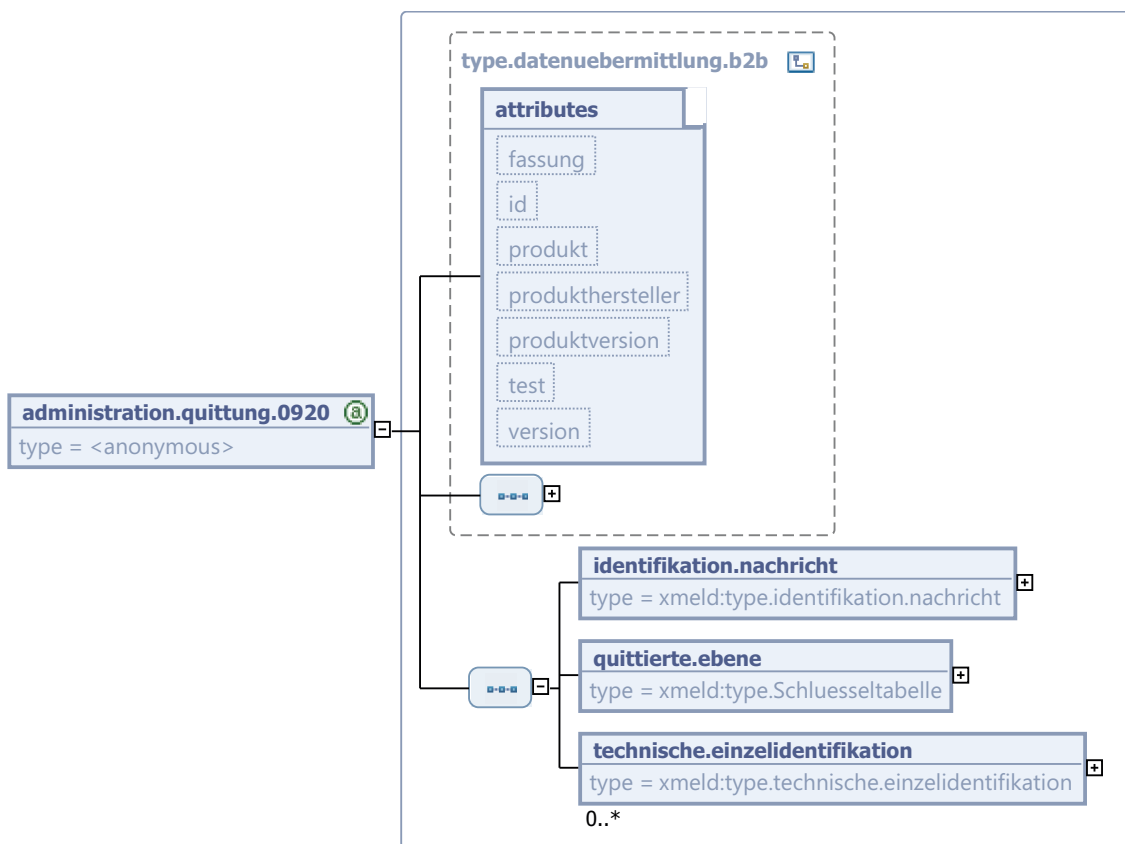 type.datenuebermittlung.b2b
attributes
fassung
id
produkt
produkthersteller
produktversion
test
version
administration.quittung.0920 @
type = <anonymous>
identifikation.nachricht
type = xmeld:type.identifikation.nachricht
quittierte.ebene
type = xmeld:type.Schluesseltabelle
technische.einzelidentifikation
type = xmeld:type.technische.einzelidentifikation
0..*